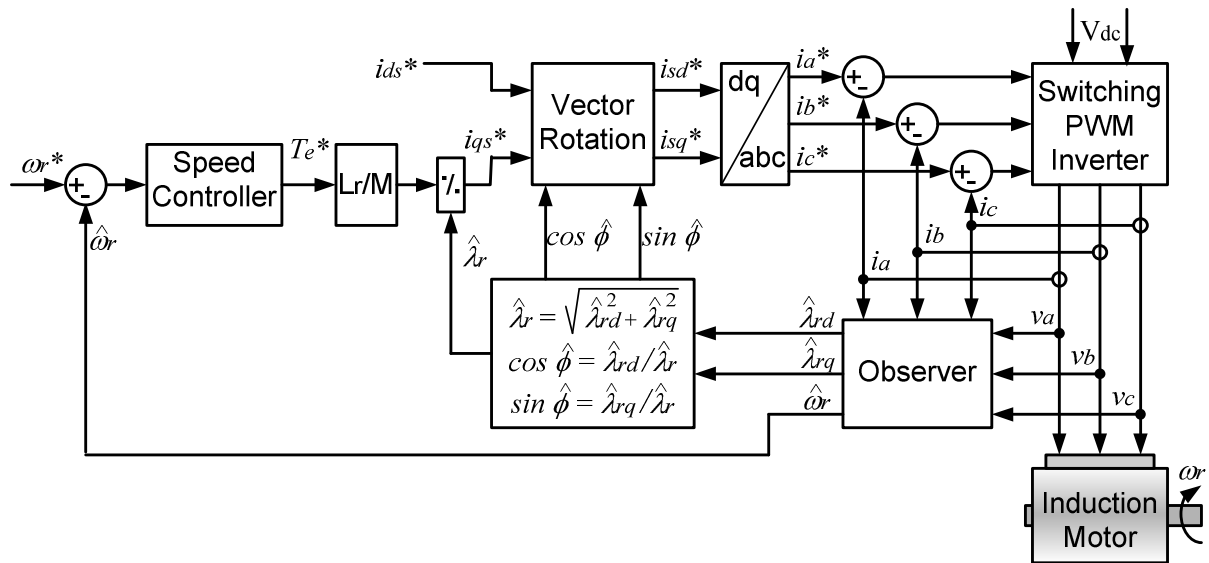 Vdc
ids*
isd*
ia*
Vector
Rotation
dq
abc
ib*
Switching
PWM
Inverter
ωr*
Speed
Controller
Te*
Lr/M
iqs*
isq*
ic*
+
-
+
-
+
-
+
-
·/.
ω̂r
λ̂r
cos φ̂
sin φ̂
ia
ib
ic
λ̂r = √(λ̂²rd + λ̂²rq)
cos φ̂ = λ̂rd/λ̂r
sin φ̂ = λ̂rq/λ̂r
λ̂rd
λ̂rq
ω̂r
Observer
va
vb
vc
Induction
Motor
ωr